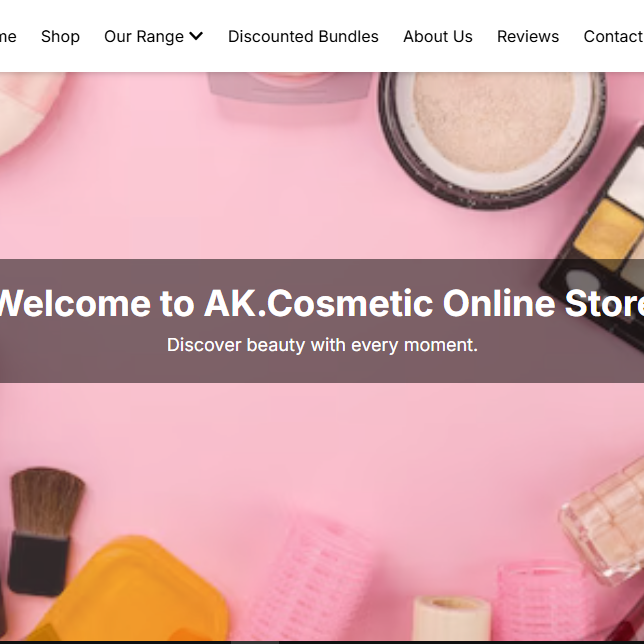 me Shop Our Range Discounted Bundles About Us Reviews Contact
Welcome to AK.Cosmetic Online Store
Discover beauty with every moment.